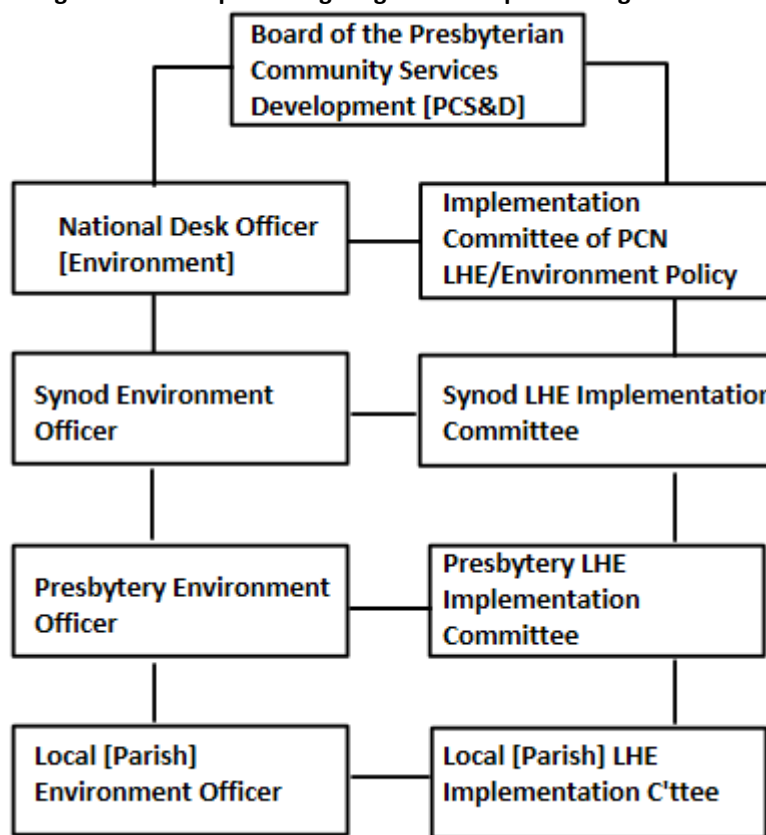 Board of the Presbyterian
Community Services
Development [PCS&D]
National Desk Officer
[Environment]
Implementation
Committee of PCN
LHE/Environment Policy
Synod Environment
Officer
Synod LHE Implementation
Committee
Presbytery Environment
Officer
Presbytery LHE
Implementation
Committee
Local [Parish]
Environment Officer
Local [Parish] LHE
Implementation C'ttee